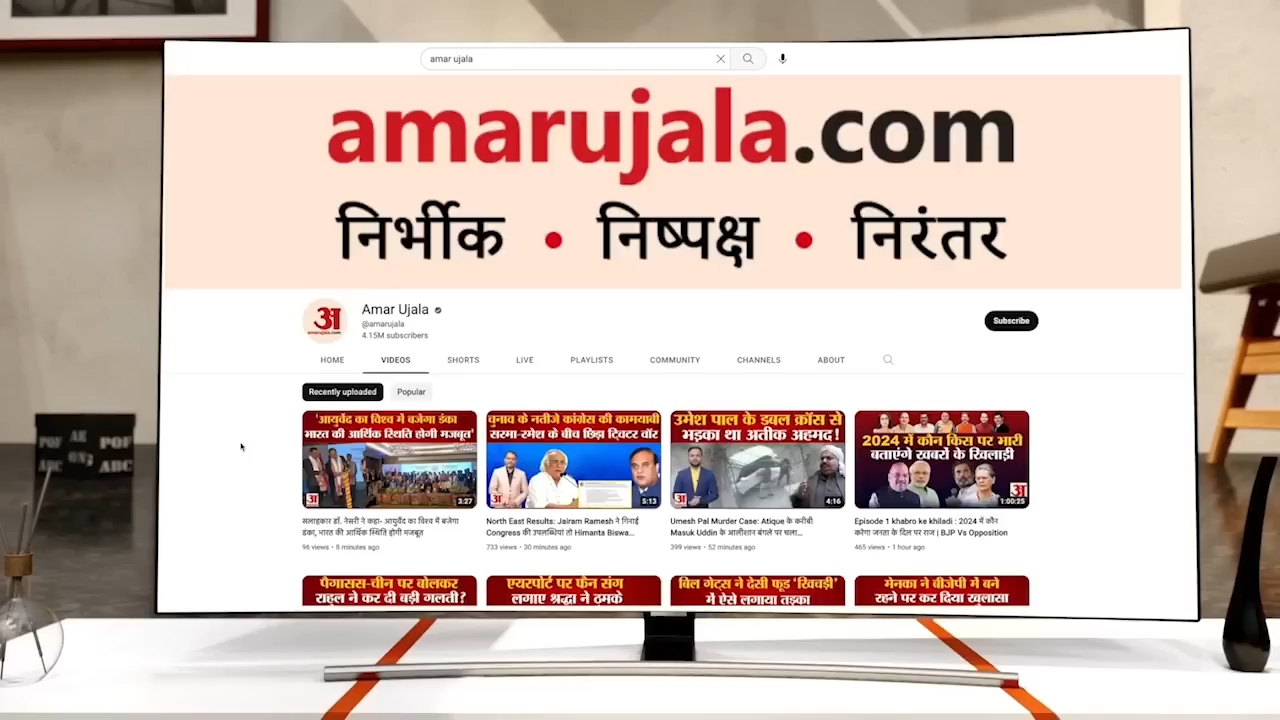 amar ujala
amarujala.com
निर्भीक • निष्पक्ष • निरंतर
अ
amarujala.com
Amar Ujala
@amarujala
4.15M subscribers
Subscribe
HOME VIDEOS SHORTS LIVE PLAYLISTS COMMUNITY CHANNELS ABOUT
Recently uploaded Popular
'आयुर्वेद का विश्व में बजेगा डंका
भारत की आर्थिक स्थिति होगी मजबूत'
3:27
सलाहकार डॉ. नेसरी ने कहा- आयुर्वेद का विश्व में बजेगा
डंका, भारत की आर्थिक स्थिति होगी मजबूत
96 views • 8 minutes ago
चुनाव के नतीजे कांग्रेस की कामयाबी
सरमा-रमेश के बीच छिड़ा ट्विटर वॉर
5:13
North East Results: Jairam Ramesh ने गिनाई
Congress की उपलब्धियां तो Himanta Biswa...
733 views • 30 minutes ago
उमेश पाल के डबल क्रॉस से
भड़का था अतीक अहमद!
4:16
Umesh Pal Murder Case: Atique के करीबी
Masuk Uddin के आलीशान बंगले पर चला...
399 views • 52 minutes ago
2024 में कौन किस पर भारी
बताएंगे खबरों के खिलाड़ी
1:00:25
Episode 1 khabro ke khiladi : 2024 में कौन
करेगा जनता के दिल पर राज | BJP Vs Opposition
465 views • 1 hour ago
पैगासस-चीन पर बोलकर
राहुल ने कर दी बड़ी गलती?
एयरपोर्ट पर फैन संग
लगाए श्रद्धा ने ठुमके
बिल गेट्स ने देसी फूड 'खिचड़ी'
में ऐसे लगाया तड़का
मेनका ने बीजेपी में बने
रहने पर कर दिया खुलासा